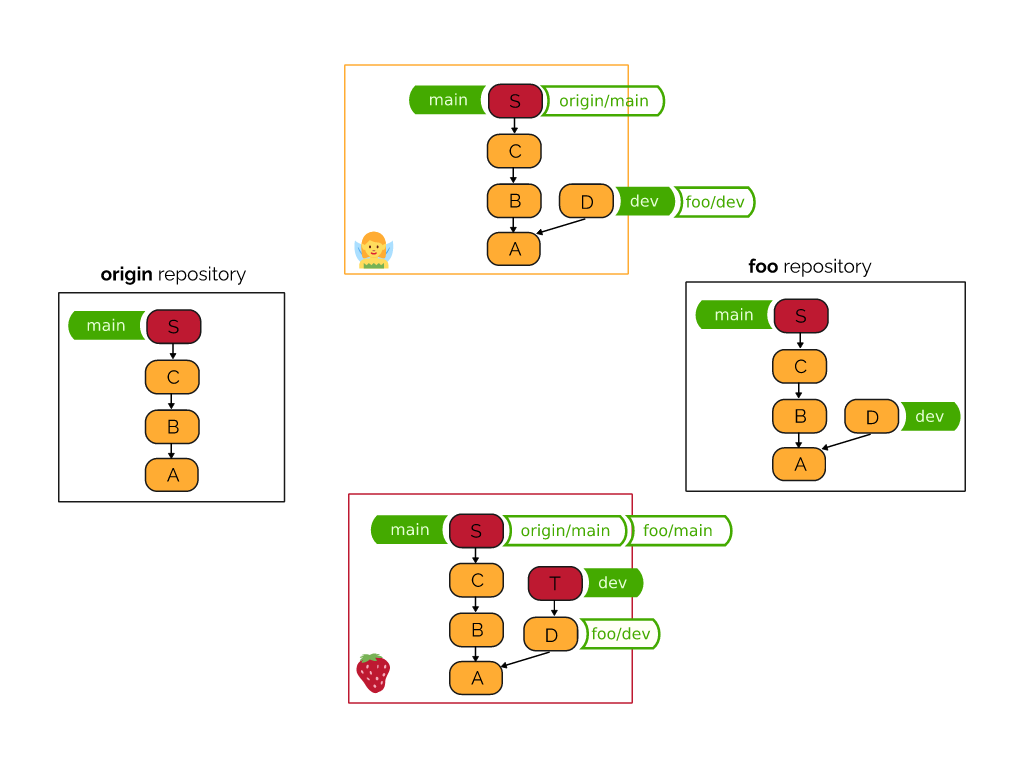 main S origin/main
C
B D dev foo/dev
A
origin repository
main S
C
B
A
foo repository
main S
C
B D dev
A
main S origin/main foo/main
C T dev
B D foo/dev
A